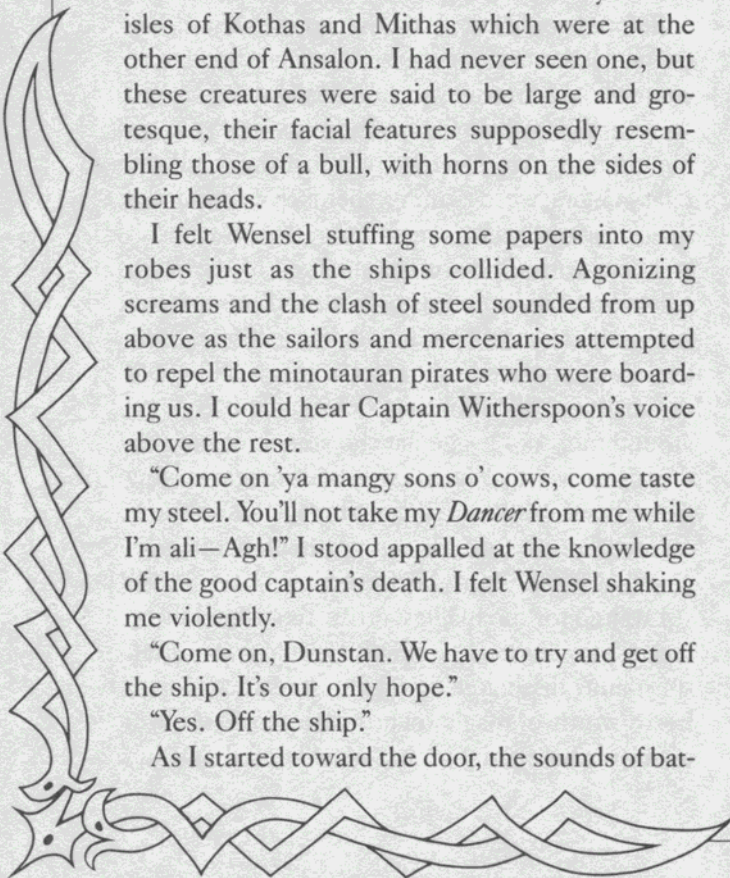 isles of Kothas and Mithas which were at the
other end of Ansalon. I had never seen one, but
these creatures were said to be large and gro-
tesque, their facial features supposedly resem-
bling those of a bull, with horns on the sides of
their heads.
I felt Wensel stuffing some papers into my
robes just as the ships collided. Agonizing
screams and the clash of steel sounded from up
above as the sailors and mercenaries attempted
to repel the minotauran pirates who were board-
ing us. I could hear Captain Witherspoon's voice
above the rest.
“Come on 'ya mangy sons o' cows, come taste
my steel. You'll not take my Dancer from me while
I'm ali—Agh!” I stood appalled at the knowledge
of the good captain's death. I felt Wensel shaking
me violently.
“Come on, Dunstan. We have to try and get off
the ship. It's our only hope.”
“Yes. Off the ship.”
As I started toward the door, the sounds of bat-